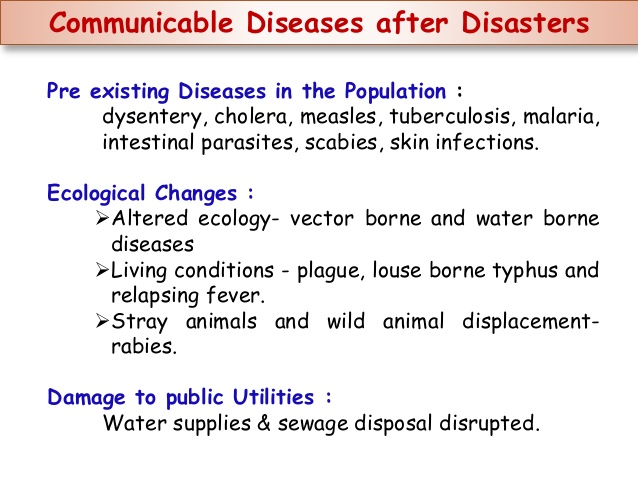 Communicable Diseases after Disasters
Pre existing Diseases in the Population :
dysentery, cholera, measles, tuberculosis, malaria,
intestinal parasites, scabies, skin infections.
Ecological Changes :
➢Altered ecology- vector borne and water borne
diseases
➢Living conditions - plague, louse borne typhus and
relapsing fever.
➢Stray animals and wild animal displacement-
rabies.
Damage to public Utilities :
Water supplies & sewage disposal disrupted.